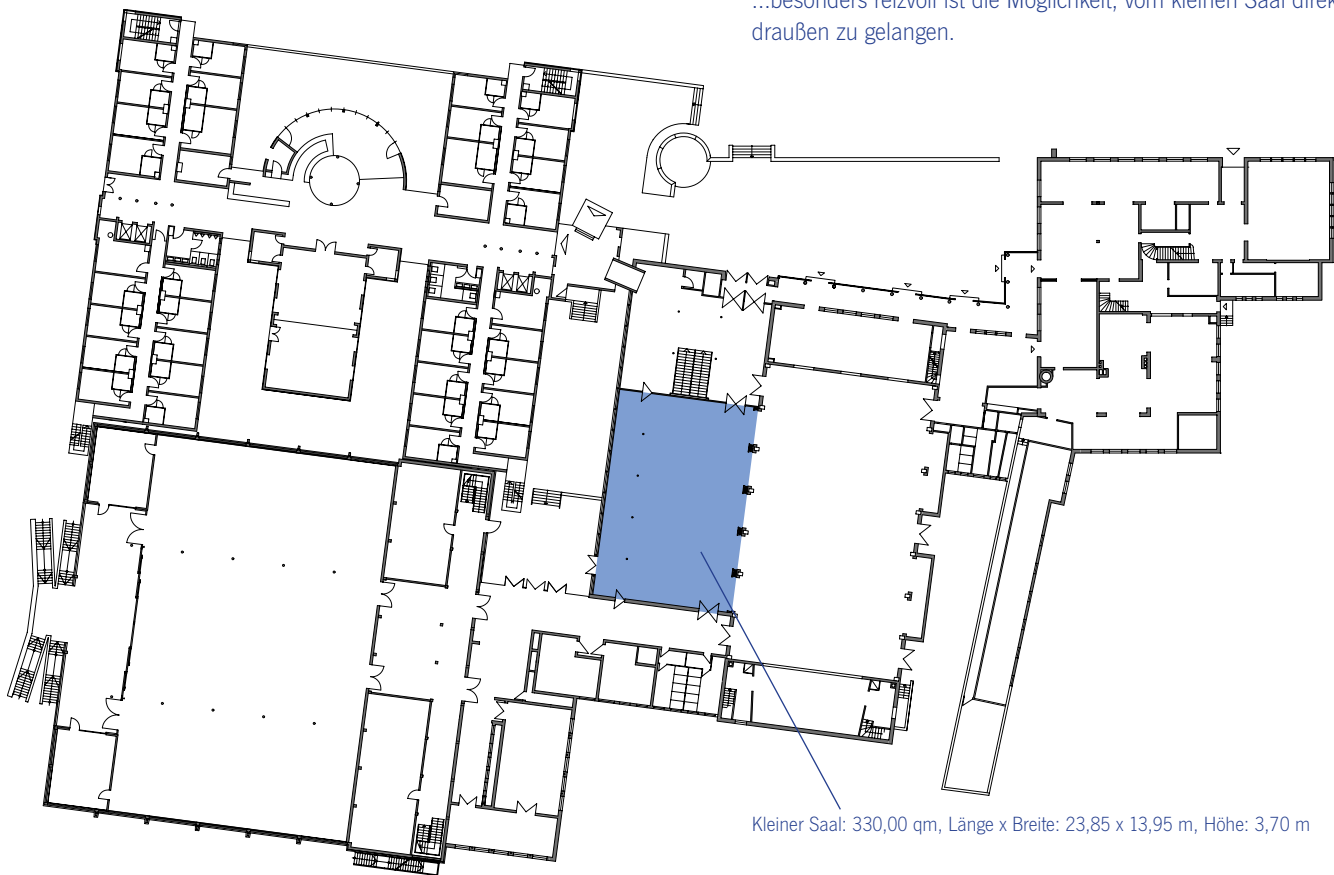 ...besonders reizvoll ist die Möglichkeit, vom kleinen Saal
draußen zu gelangen.
Kleiner Saal: 330,00 qm, Länge x Breite: 23,85 x 13,95 m, Höhe: 3,70 m